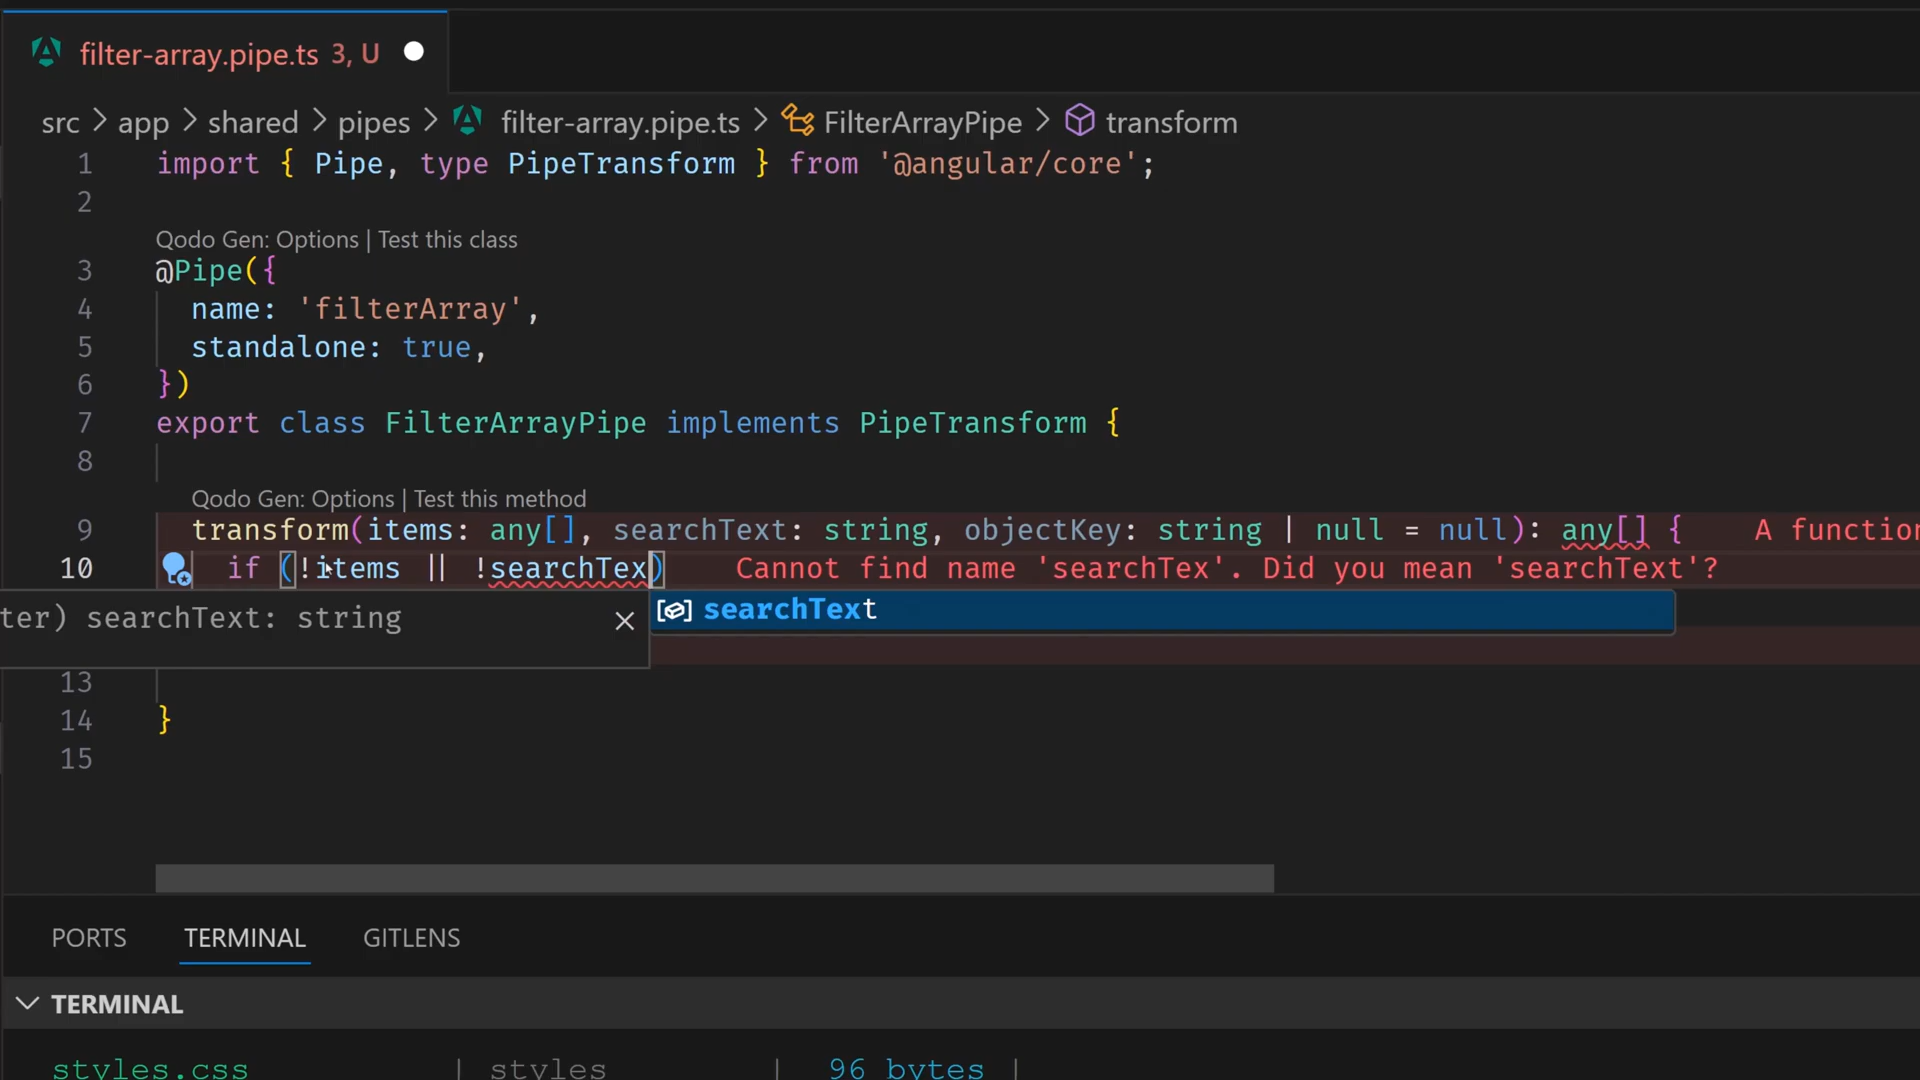 filter-array.pipe.ts 3, U
src > app > shared > pipes > filter-array.pipe.ts > FilterArrayPipe > transform
1 import { Pipe, type PipeTransform } from '@angular/core';
2
Qodo Gen: Options | Test this class
3 @Pipe({
4 name: 'filterArray',
5 standalone: true,
6 })
7 export class FilterArrayPipe implements PipeTransform {
8
Qodo Gen: Options | Test this method
9 transform(items: any[], searchText: string, objectKey: string | null = null): any[] { A function
10 if (!items || !searchTex) Cannot find name 'searchTex'. Did you mean 'searchText'?
ter) searchText: string
searchText
13
14 }
15
PORTS TERMINAL GITLENS
TERMINAL
styles.css | styles | 96 bytes |